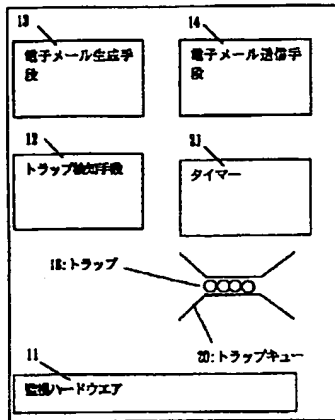 13
電子メール生成手
段
14
電子メール送信手
段
12
トラップ検知手段
21
タイマー
18:トラップ
20:トラップキュー
11
監視ハードウエア